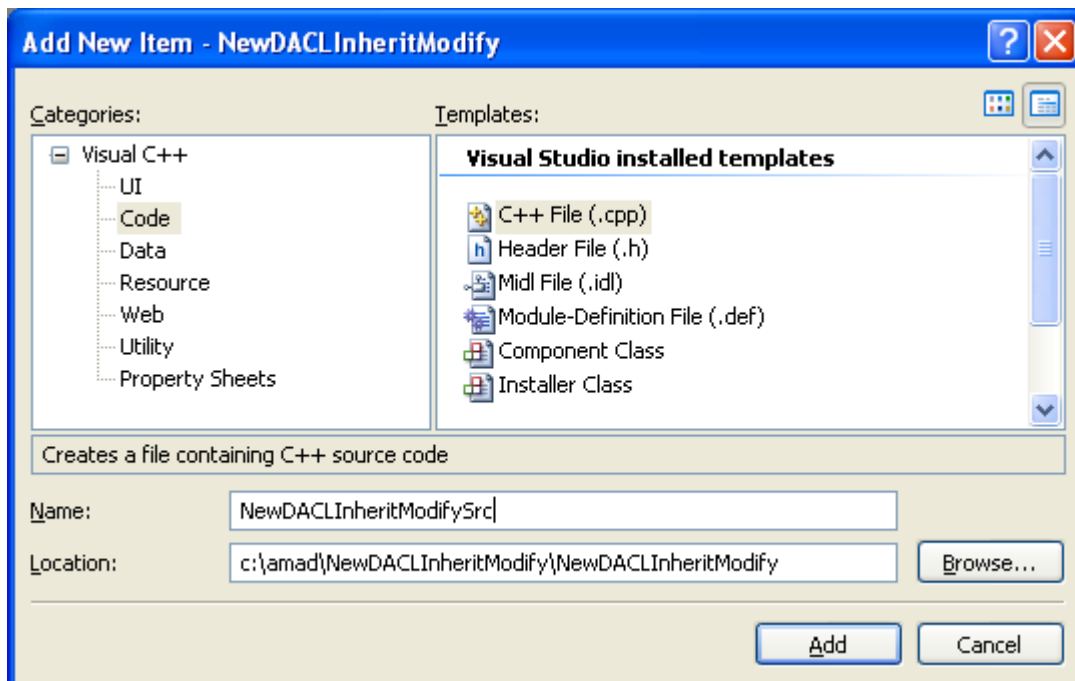 Add New Item - NewDACLInheritModify
Categories:
Templates:
Visual C++
UI
Code
Data
Resource
Web
Utility
Property Sheets
Visual Studio installed templates
C++ File (.cpp)
Header File (.h)
Midl File (.idl)
Module-Definition File (.def)
Component Class
Installer Class
Creates a file containing C++ source code
Name:
NewDACLInheritModifySrc
Location:
c:\amad\NewDACLInheritModify\NewDACLInheritModify
Browse...
Add
Cancel